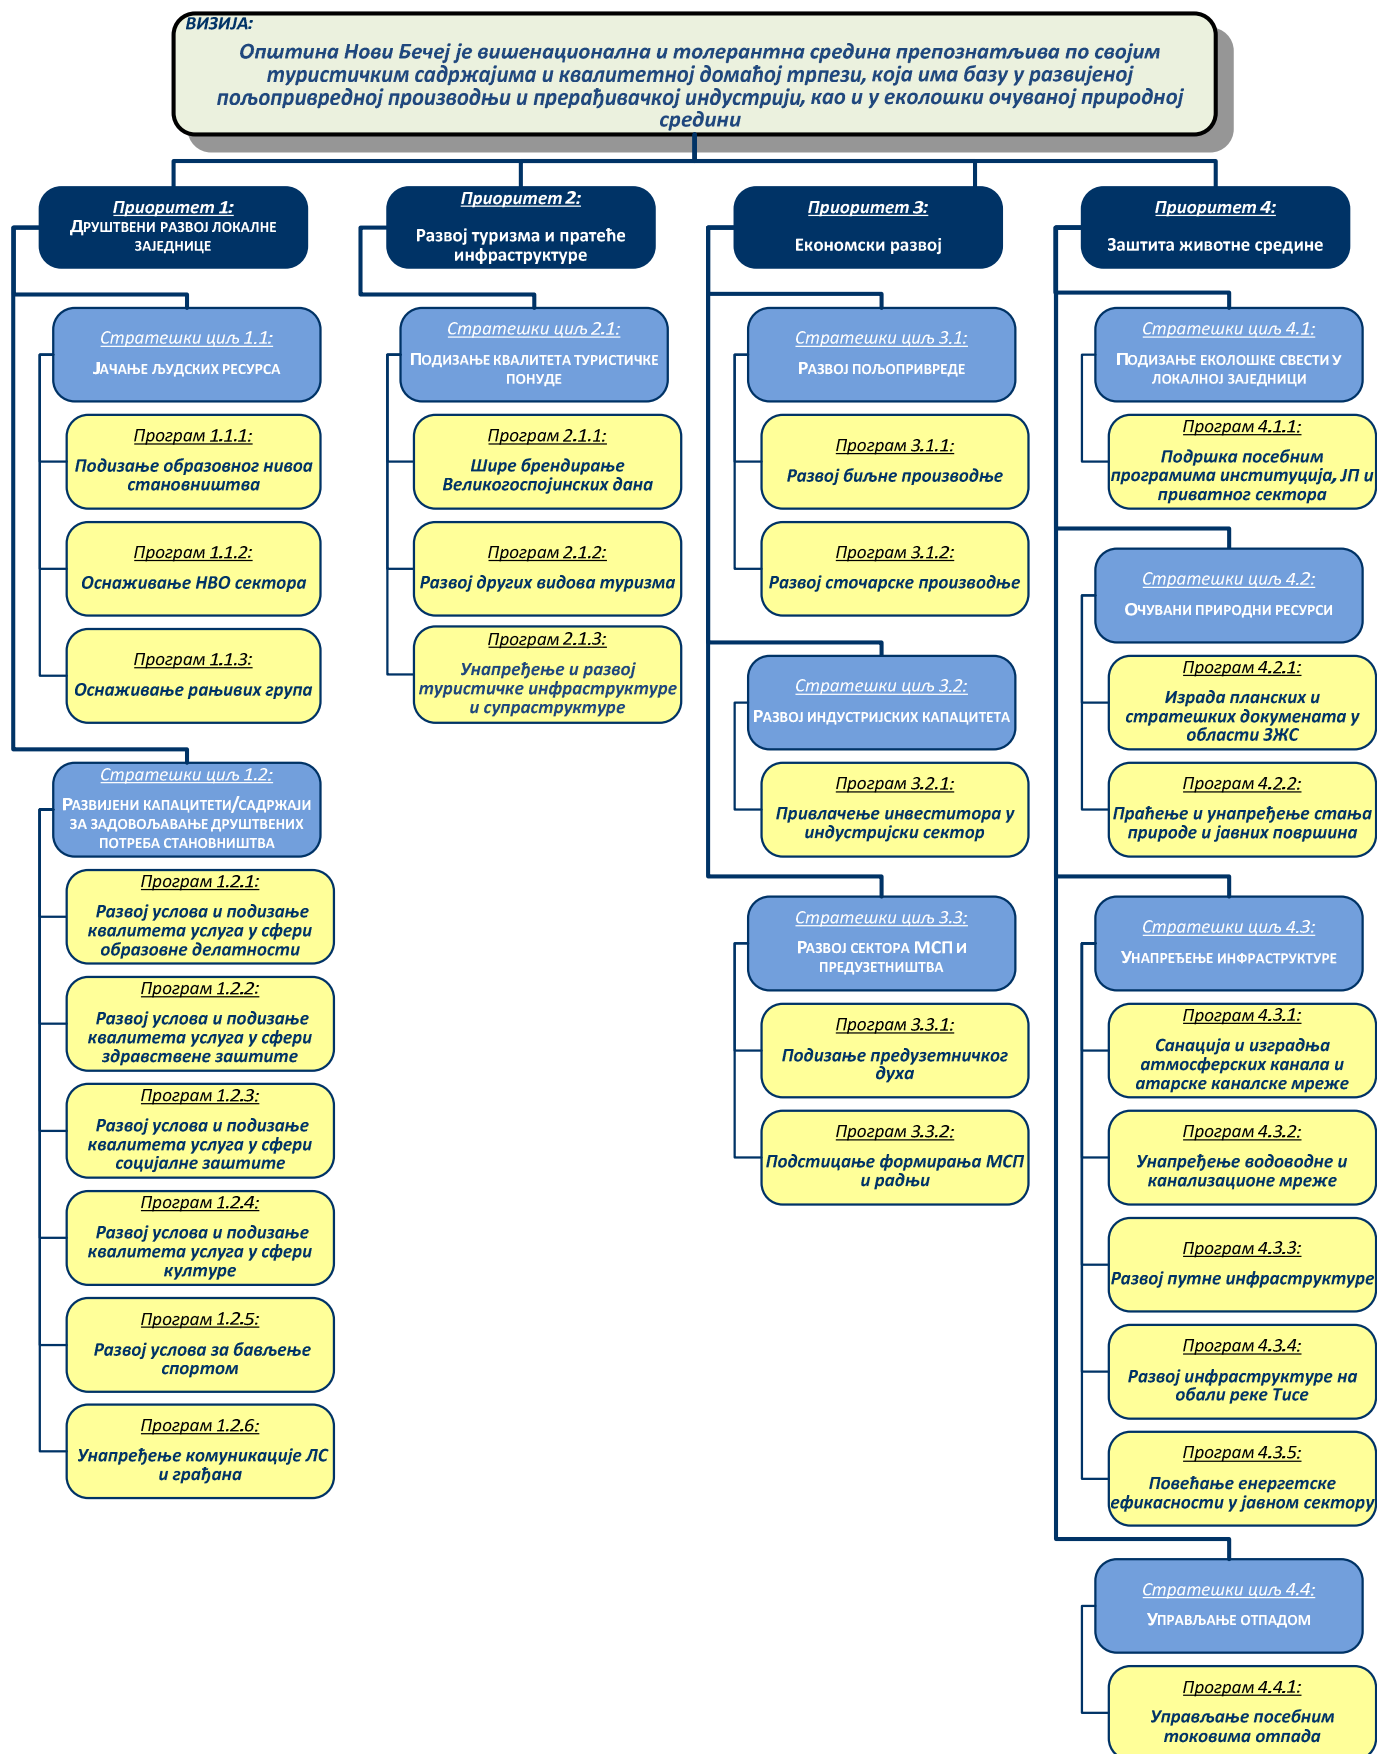 ВИЗИЈА:
Општина Нови Бечеј је вишенационална и толерантна средина препознатљива по својим
туристичким садржајима и квалитетној домаћој трпези, која има базу у развијеној
пољопривредној производњи и прерађивачкој индустрији, као и у еколошки очуваној природној
средини
Приоритет 1:
Друштвени развој локалне
заједнице
Стратешки циљ 1.1:
Јачање људских ресурса
Програм 1.1.1:
Подизање образовног нивоа
становништва
Програм 1.1.2:
Оснаживање НВО сектора
Програм 1.1.3:
Оснаживање рањивих група
Стратешки циљ 1.2:
Развијени капацитети/садржаји
за задовољавање друштвених
потреба становништва
Програм 1.2.1:
Развој услова и подизање
квалитета услуга у сфери
образовне делатности
Програм 1.2.2:
Развој услова и подизање
квалитета услуга у сфери
здравствене заштите
Програм 1.2.3:
Развој услова и подизање
квалитета услуга у сфери
социјалне заштите
Програм 1.2.4:
Развој услова и подизање
квалитета услуга у сфери
културе
Програм 1.2.5:
Развој услова за бављење
спортом
Програм 1.2.6:
Унапређење комуникације ЛС
и грађана
Приоритет 2:
Развој туризма и пратеће
инфраструктуре
Стратешки циљ 2.1:
Подизање квалитета туристичке
понуде
Програм 2.1.1:
Шире брендирање
Великогоспојинских дана
Програм 2.1.2:
Развој других видова туризма
Програм 2.1.3:
Унапређење и развој
туристичке инфраструктуре
и супраструктуре
Приоритет 3:
Економски развој
Стратешки циљ 3.1:
Развој пољопривреде
Програм 3.1.1:
Развој биљне производње
Програм 3.1.2:
Развој сточарске производње
Стратешки циљ 3.2:
Развој индустријских капацитета
Програм 3.2.1:
Привлачење инвеститора у
индустријски сектор
Стратешки циљ 3.3:
Развој сектора МСП и
предузетништва
Програм 3.3.1:
Подизање предузетничког
духа
Програм 3.3.2:
Подстицање формирања МСП
и радњи
Приоритет 4:
Заштита животне средине
Стратешки циљ 4.1:
Подизање еколошке свести у
локалној заједници
Програм 4.1.1:
Подршка посебним
програмима институција, ЈП и
приватног сектора
Стратешки циљ 4.2:
Очувани природни ресурси
Програм 4.2.1:
Израда планских и
стратешких докумената у
области ЗЖС
Програм 4.2.2:
Праћење и унапређење стања
природе и јавних површина
Стратешки циљ 4.3:
Унапређење инфраструктуре
Програм 4.3.1:
Санација и изградња
атмосферских канала и
атарске каналске мреже
Програм 4.3.2:
Унапређење водоводне и
канализационе мреже
Програм 4.3.3:
Развој путне инфраструктуре
Програм 4.3.4:
Развој инфраструктуре на
обали реке Тисе
Програм 4.3.5:
Повећање енергетске
ефикасности у јавном сектору
Стратешки циљ 4.4:
Управљање отпадом
Програм 4.4.1:
Управљање посебним
токовима отпада